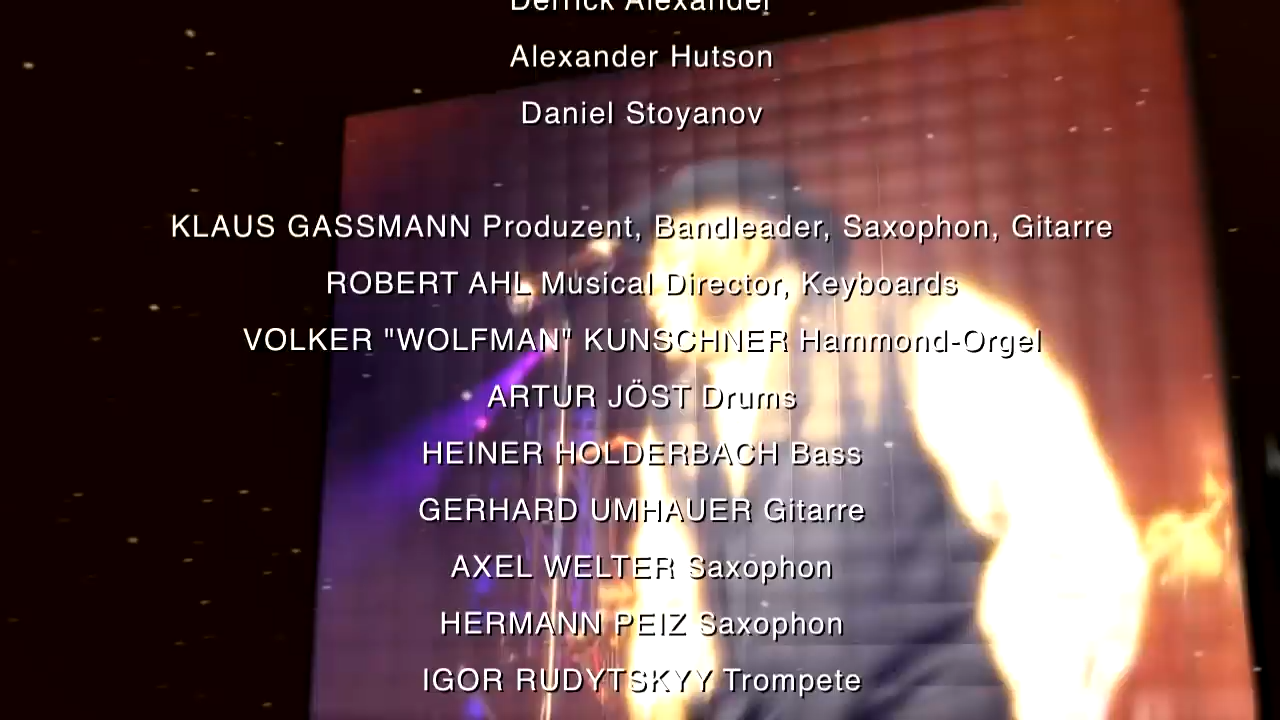 Derrick Alexander
Alexander Hutson
Daniel Stoyanov
KLAUS GASSMANN Produzent, Bandleader, Saxophon, Gitarre
ROBERT AHL Musical Director, Keyboards
VOLKER "WOLFMAN" KUNSCHNER Hammond-Orgel
ARTUR JÖST Drums
HEINER HOLDERBACH Bass
GERHARD UMHAUER Gitarre
AXEL WELTER Saxophon
HERMANN PEIZ Saxophon
IGOR RUDYTSKYY Trompete